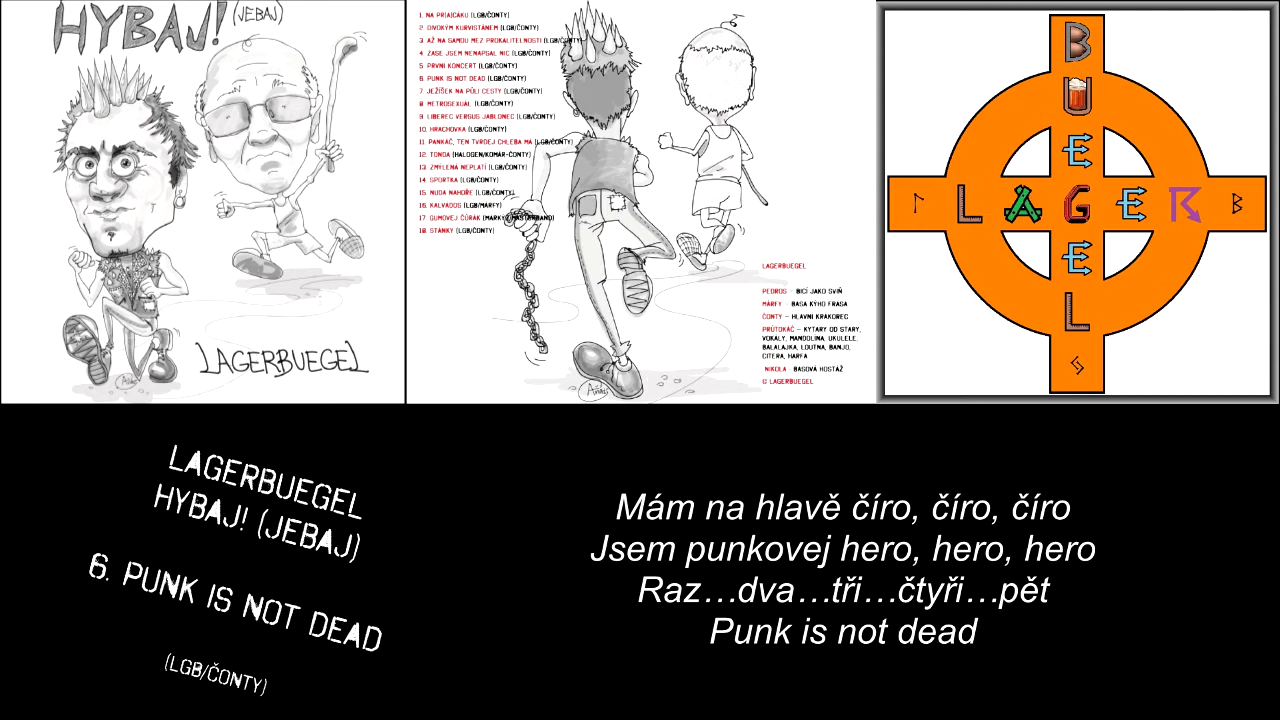 HYBAJ! (JEBAJ)
LAGERBUEGEL
1. NA PR(A)CÁKU (LGB/ČONTY)
2. DIVOKÝM KURVISTÁNEM (LGB/ČONTY)
3. AŽ NA SAMOU MEZ PROKALITELNOSTI (LGB/ČONTY)
4. ZASE JSEM NENAPSAL NIC (LGB/ČONTY)
5. PRVNÍ KONCERT (LGB/ČONTY)
6. PUNK IS NOT DEAD (LGB/ČONTY)
7. JEŽÍŠEK NA PŮLI CESTY (LGB/ČONTY)
8. METROSEXUÁL (LGB/ČONTY)
9. LIBEREC VERSUS JABLONEC (LGB/ČONTY)
10. HRACHOVKA (LGB/ČONTY)
11. PANKÁČ, TEN TVRDEJ CHLEBA MÁ (LGB/ČONTY)
12. TONDA (HALOGEN/KOMÁR-ČONTY)
13. ZMÝLENÁ NEPLATÍ (LGB/ČONTY)
14. SPORTKA (LGB/ČONTY)
15. NUDA NAHOŘE (LGB/ČONTY)
16. KALVADOS (LGB/MÁRFY)
17. GUMOVEJ ČŮRÁK
18. STÁNKY (LGB/ČONTY)
LAGERBUEGEL
PEDROS - BICÍ JAKO SVIŇ
MÁRFY - BASA KÝHO FRASA
ČONTY - HLAVNÍ KRÁKOREC
PRŮTOKÁČ - KYTARY OD STARY,
VOKÁLY, MANDOLÍNA, UKULELE,
BALALAJKA, LOUTNA, BANJO,
CITERA, HARFA
NIKOLA - BASOVÁ HOSTÁŽ
© LAGERBUEGEL
BUEGEL
LAGER
LAGERBUEGEL
HYBAJ! (JEBAJ)
6. PUNK IS NOT DEAD
(LGB/ČONTY)
Mám na hlavě číro, číro, číro
Jsem punkovej hero, hero, hero
Raz…dva…tři…čtyři…pět
Punk is not dead